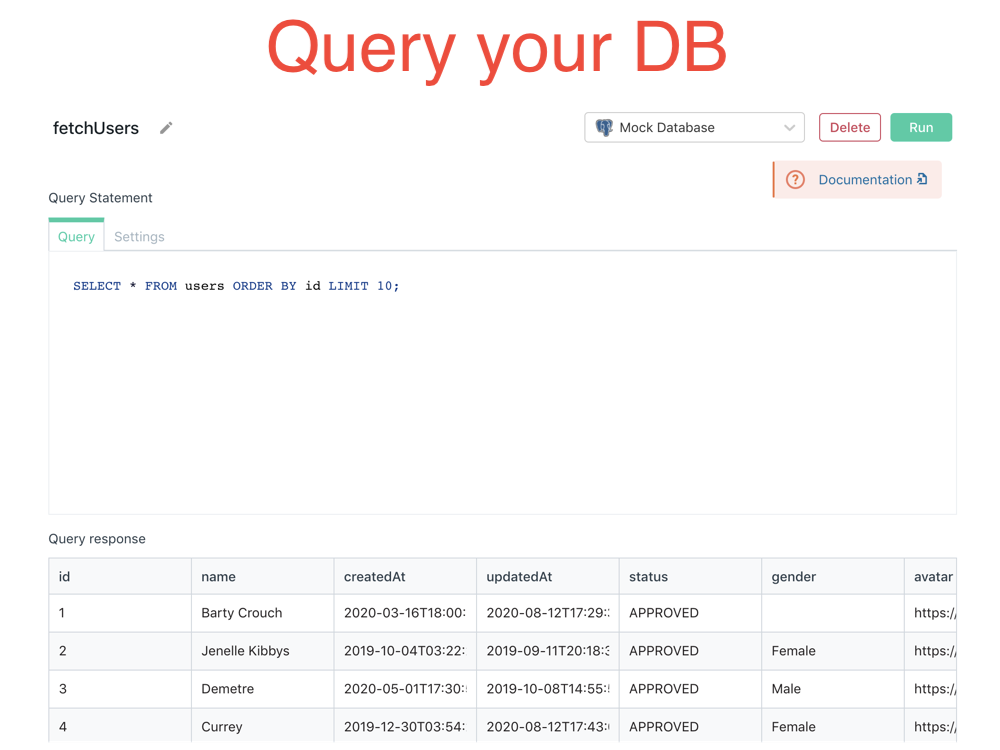 Query your DB
fetchUsers Mock Database Delete Run
Documentation
Query Statement
Query Settings
SELECT * FROM users ORDER BY id LIMIT 10;
Query response
id name createdAt updatedAt status gender avatar
1 Barty Crouch 2020-03-16T18:00: 2020-08-12T17:29: APPROVED https://
2 Jenelle Kibbys 2019-10-04T03:22: 2019-09-11T20:18: APPROVED Female https://
3 Demetre 2020-05-01T17:30: 2019-10-08T14:55: APPROVED Male https://
4 Currey 2019-12-30T03:54: 2020-08-12T17:43: APPROVED Female https://